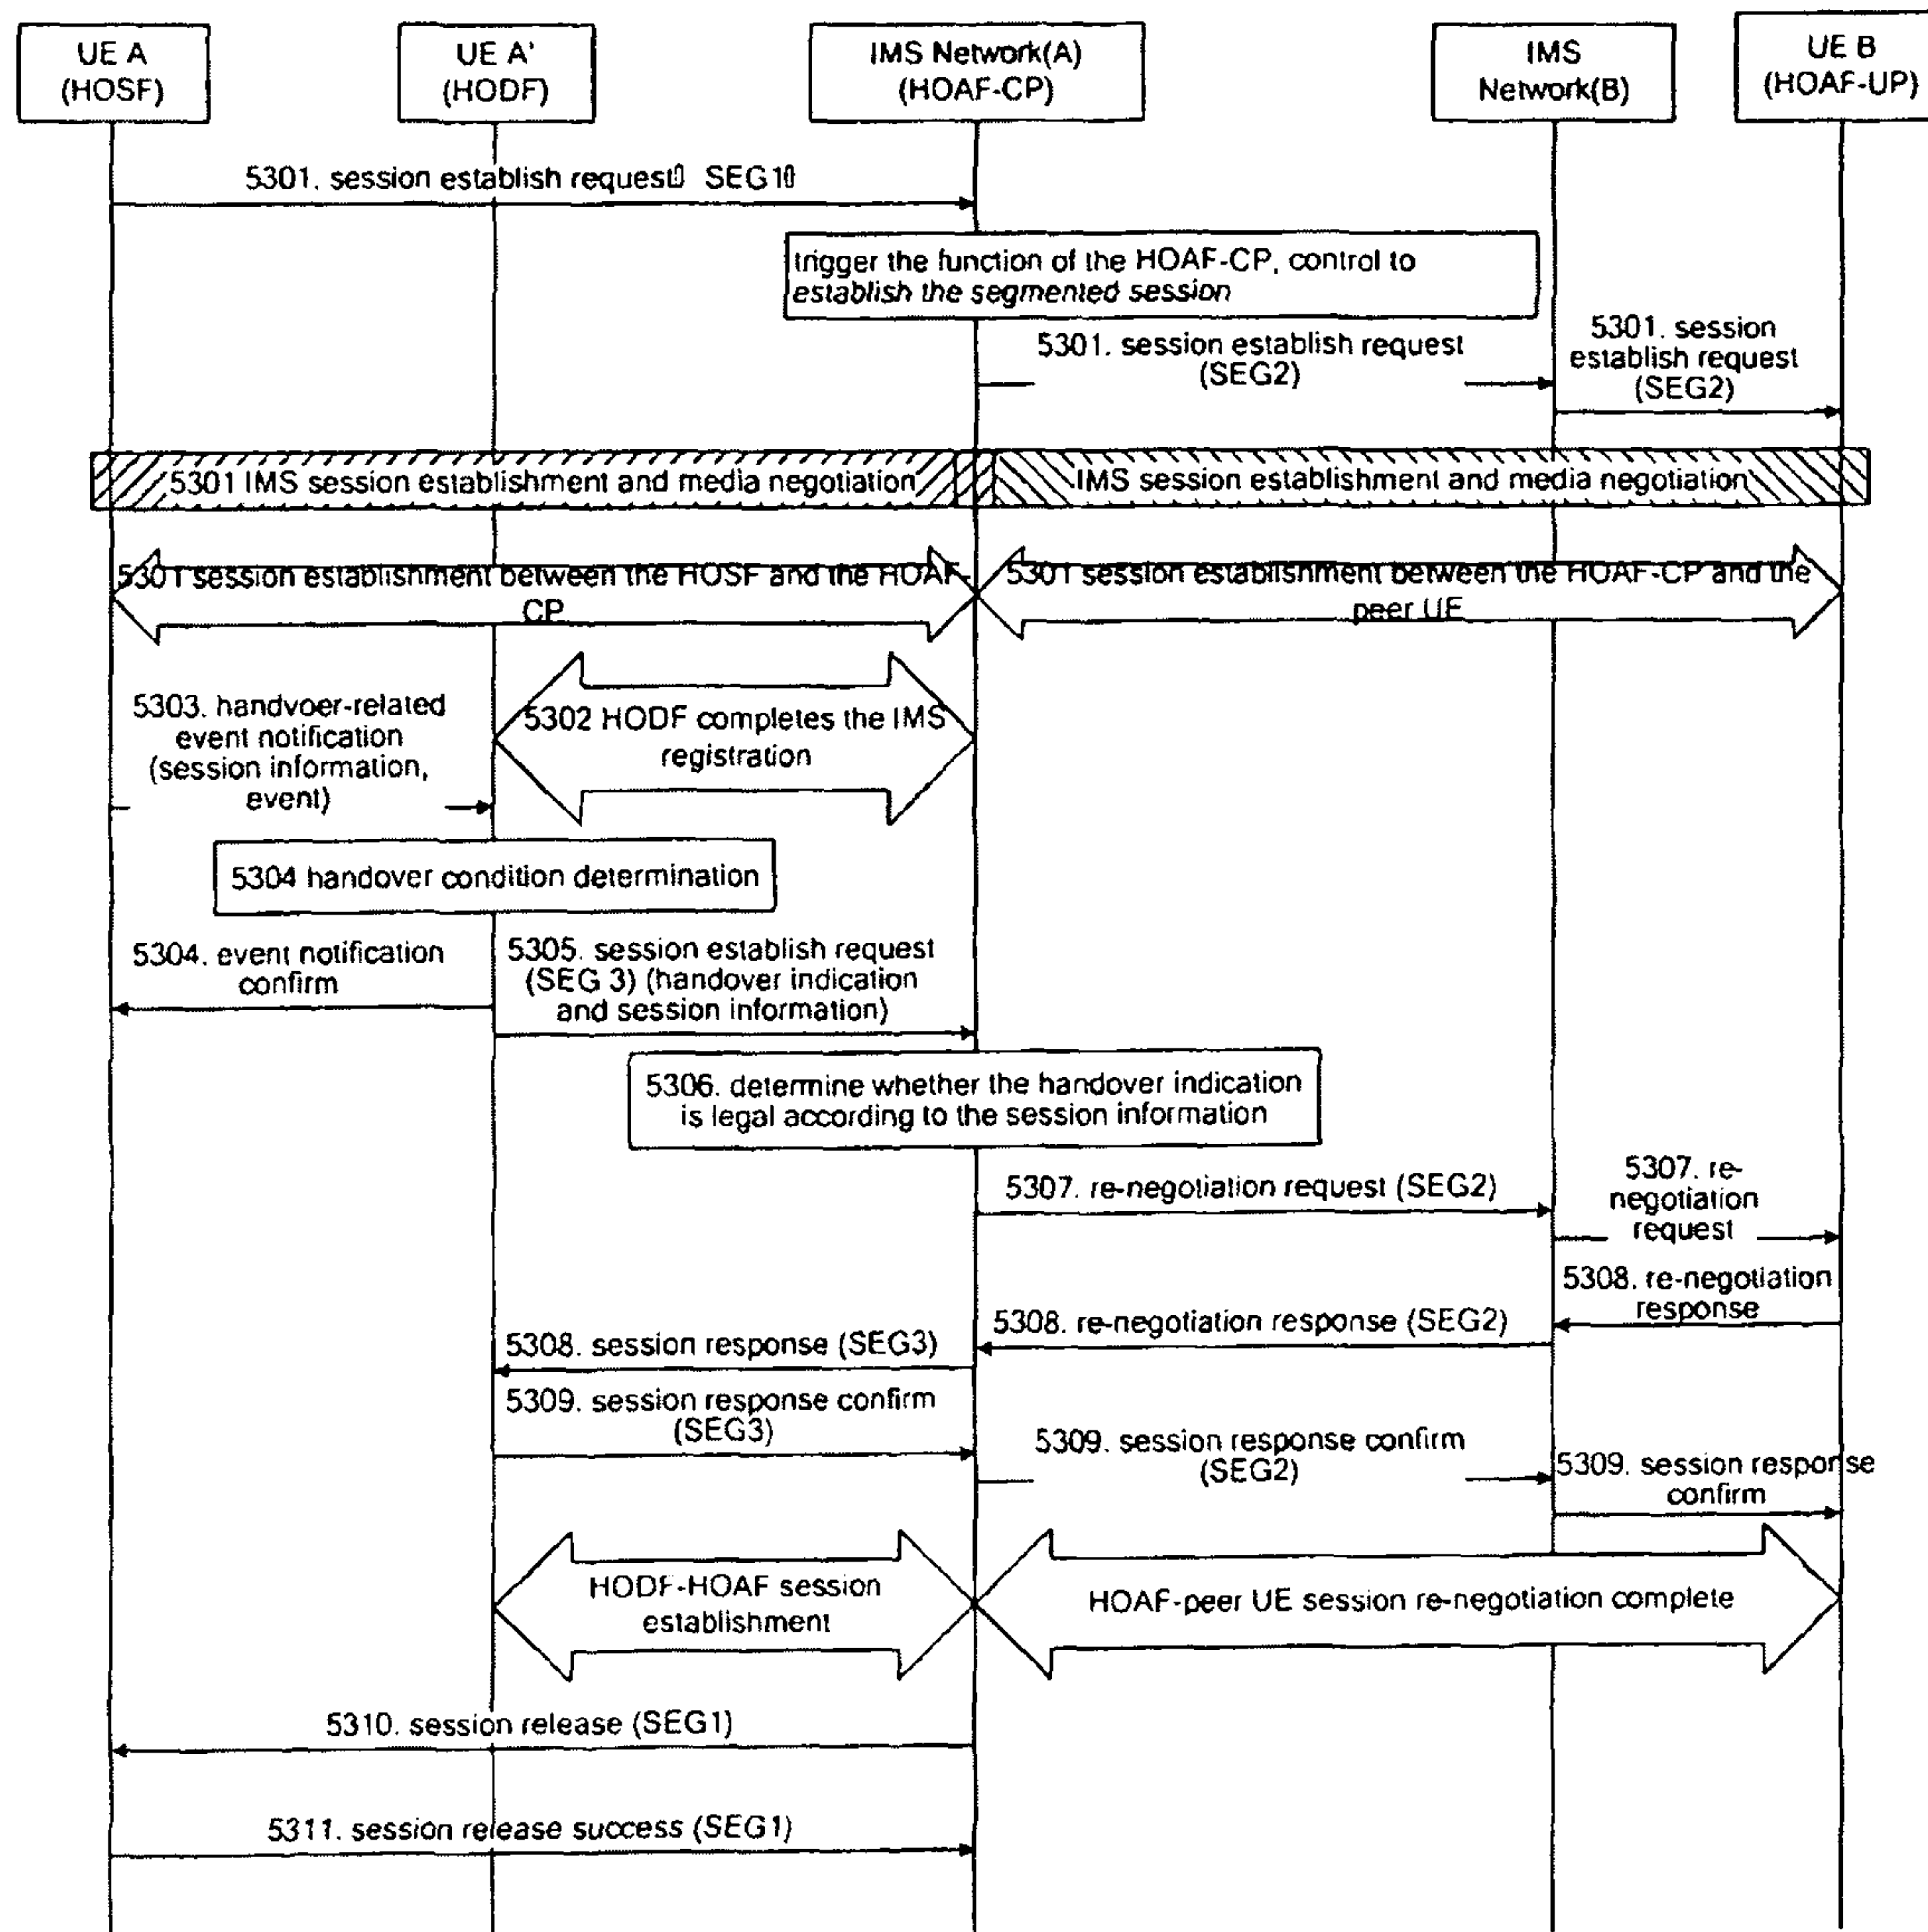 UE A
(HOSF)
UE A'
(HODF)
IMS Network(A)
(HOAF-CP)
IMS
Network(B)
UE B
(HOAF-UP)
5301. session establish request SEG1
trigger the function of the HOAF-CP, control to
establish the segmented session
5301. session establish request
(SEG2)
5301. session
establish request
(SEG2)
5301 IMS session establishment and media negotiation
IMS session establishment and media negotiation
5301 session establishment between the HOSF and the HOAF-
CP
5301 session establishment between the HOAF-CP and the
peer UE
5303. handvoer-related
event notification
(session information,
event)
5302 HODF completes the IMS
registration
5304 handover condition determination
5304. event notification
confirm
5305. session establish request
(SEG 3) (handover indication
and session information)
5306. determine whether the handover indication
is legal according to the session information
5307. re-negotiation request (SEG2)
5307. re-
negotiation
request
5308. re-negotiation
response
5308. re-negotiation response (SEG2)
5308. session response (SEG3)
5309. session response confirm
(SEG3)
5309. session response confirm
(SEG2)
5309. session response
confirm
HODF-HOAF session
establishment
HOAF-peer UE session re-negotiation complete
5310. session release (SEG1)
5311. session release success (SEG1)